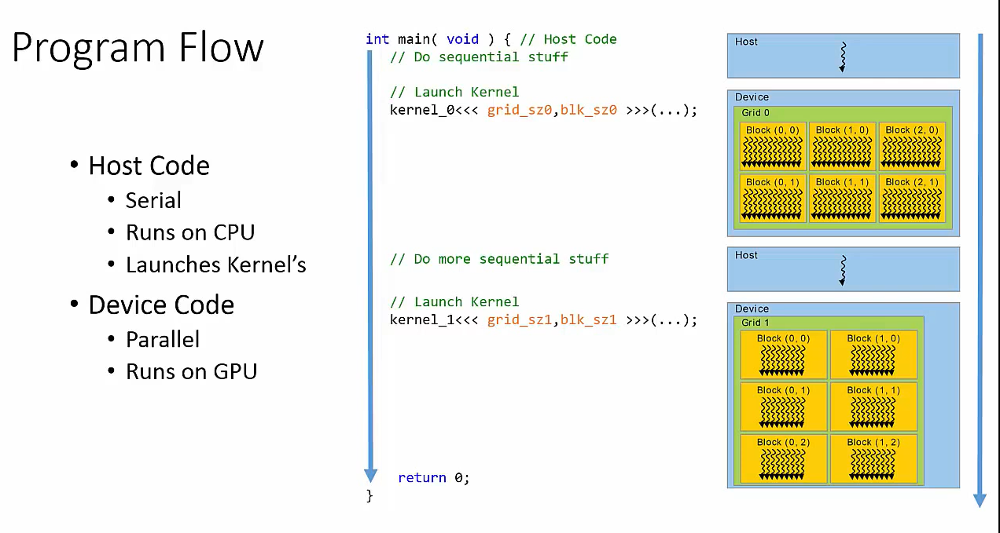 Program Flow
• Host Code
• Serial
• Runs on CPU
• Launches Kernel's
• Device Code
• Parallel
• Runs on GPU
int main( void ) { // Host Code
// Do sequential stuff
// Launch Kernel
kernel_0<<< grid_sz0,blk_sz0 >>>(...);
// Do more sequential stuff
// Launch Kernel
kernel_1<<< grid_sz1,blk_sz1 >>>(...);
return 0;
}
Host
Device
Grid 0
Block (0, 0) Block (1, 0) Block (2, 0)
Block (0, 1) Block (1, 1) Block (2, 1)
Host
Device
Grid 1
Block (0, 0) Block (1, 0)
Block (0, 1) Block (1, 1)
Block (0, 2) Block (1, 2)